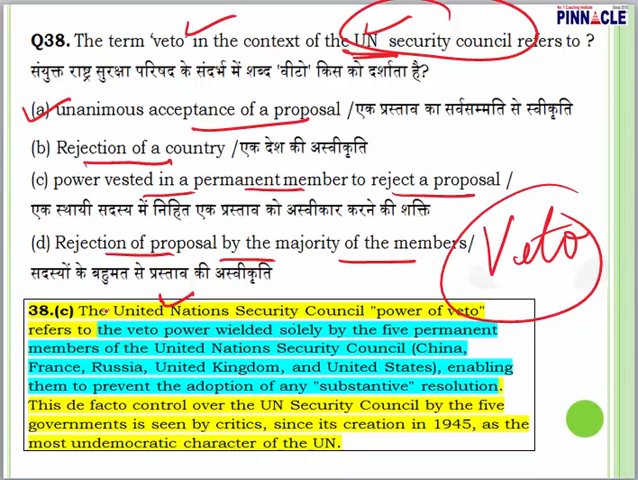 No. 1 Coaching Institute
PINNACLE
Q38. The term 'veto' in the context of the UN security council refers to ?
संयुक्त राष्ट्र सुरक्षा परिषद के संदर्भ में शब्द 'वीटो' किस को दर्शाता है?
(a) unanimous acceptance of a proposal /एक प्रस्ताव का सर्वसम्मति से स्वीकृति
(b) Rejection of a country /एक देश की अस्वीकृति
(c) power vested in a permanent member to reject a proposal /
एक स्थायी सदस्य में निहित एक प्रस्ताव को अस्वीकार करने की शक्ति
(d) Rejection of proposal by the majority of the members/
सदस्यों के बहुमत से प्रस्ताव की अस्वीकृति
Veto
38.(c) The United Nations Security Council "power of veto"
refers to the veto power wielded solely by the five permanent
members of the United Nations Security Council (China,
France, Russia, United Kingdom, and United States), enabling
them to prevent the adoption of any "substantive" resolution.
This de facto control over the UN Security Council by the five
governments is seen by critics, since its creation in 1945, as the
most undemocratic character of the UN.